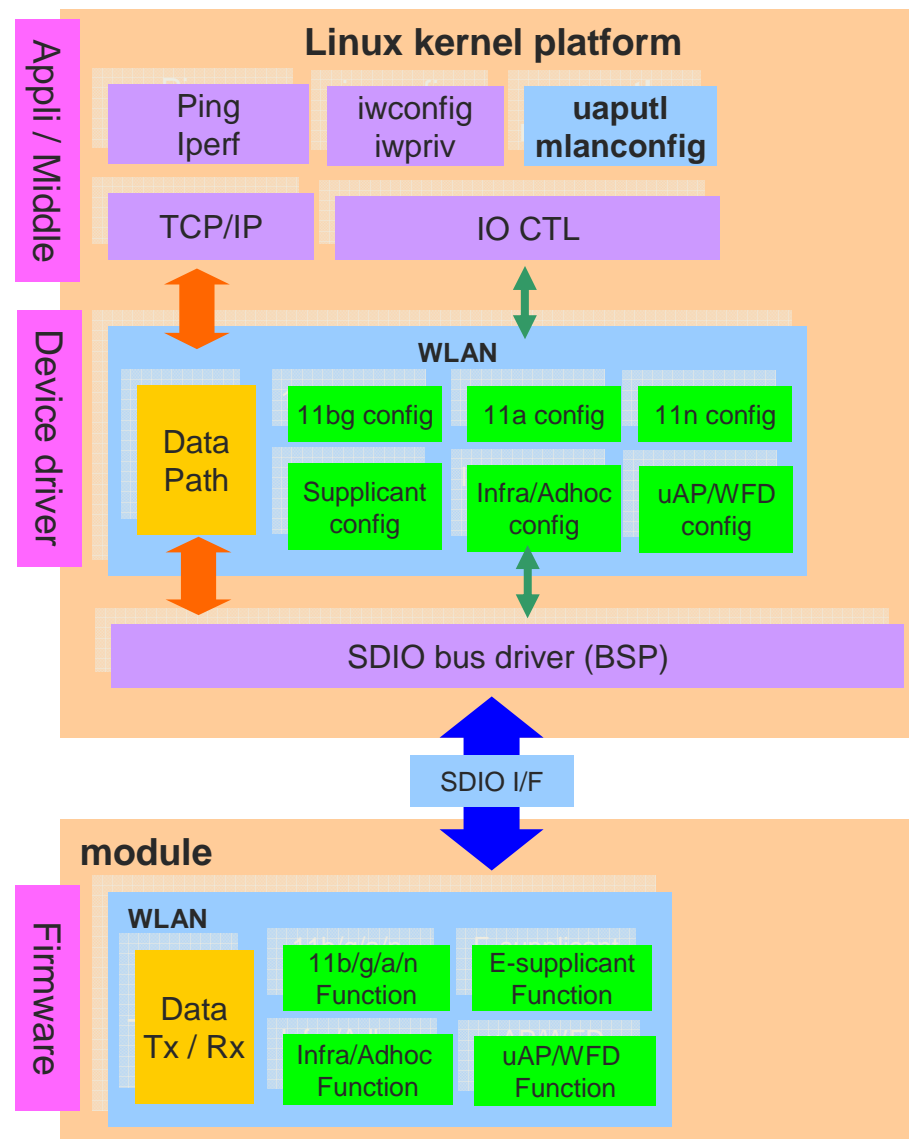 Linux kernel platform
Appli / Middle
Ping
Iperf
iwconfig
iwpriv
uaputl
mlanconfig
TCP/IP
IO CTL
Device driver
WLAN
Data
Path
11bg config
11a config
11n config
Supplicant
config
Infra/Adhoc
config
uAP/WFD
config
SDIO bus driver (BSP)
SDIO I/F
module
Firmware
WLAN
Data
Tx / Rx
11b/g/a/n
Function
E-supplicant
Function
Infra/Adhoc
Function
uAP/WFD
Function